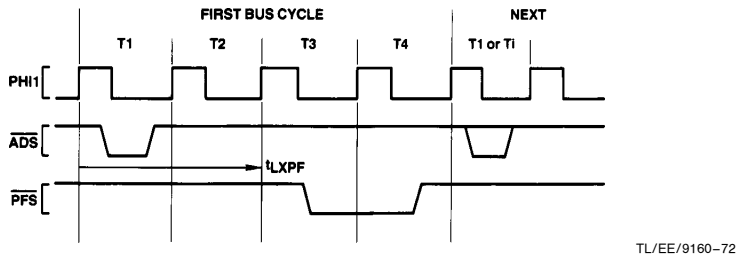 FIRST BUS CYCLE NEXT
T1 T2 T3 T4 T1 or Ti
PHI1
ADS
tLXPF
PFS
TL/EE/9160-72